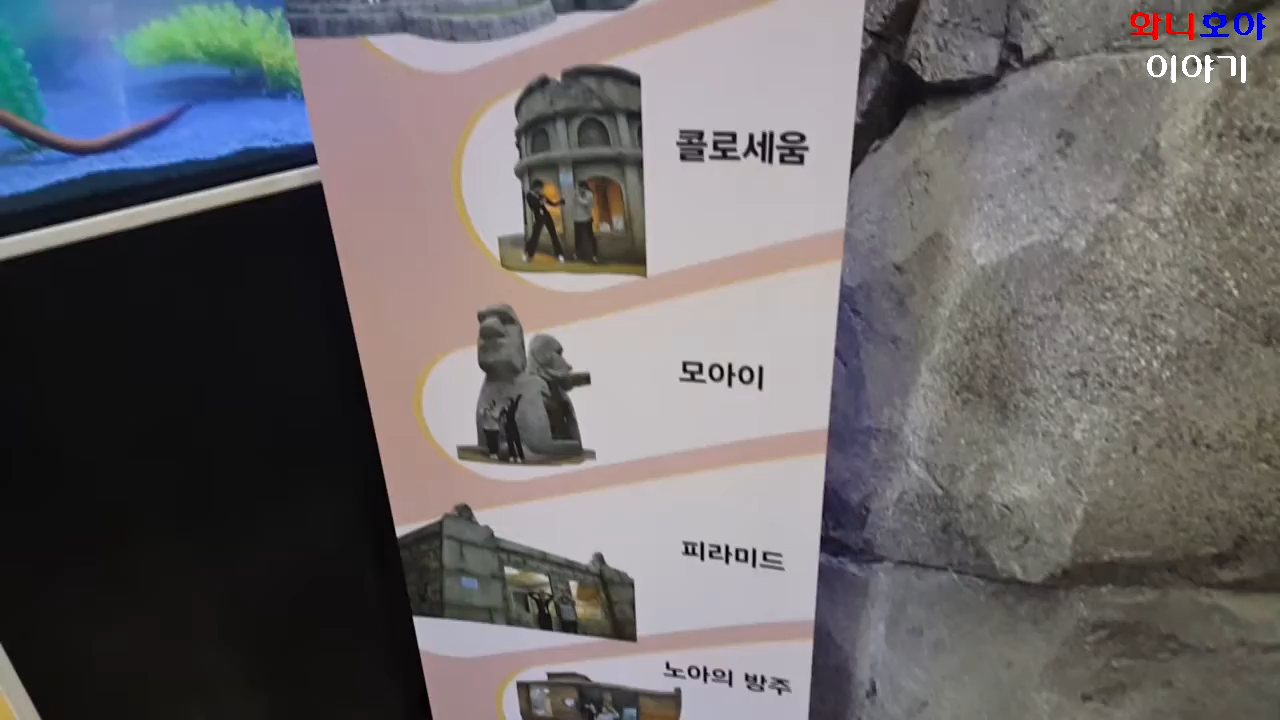 와니호야
이야기
콜로세움
모아이
피라미드
노아의 방주